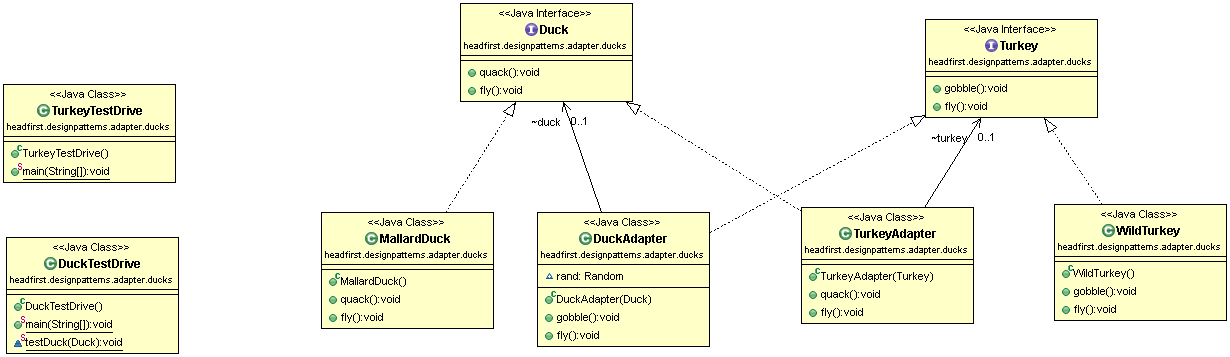 <<Java Interface>>
Duck
headfirst.designpatterns.adapter.ducks
quack():void
fly():void
<<Java Interface>>
Turkey
headfirst.designpatterns.adapter.ducks
gobble():void
fly():void
<<Java Class>>
TurkeyTestDrive
headfirst.designpatterns.adapter.ducks
TurkeyTestDrive()
main(String[]):void
~duck 0..1
~turkey 0..1
<<Java Class>>
DuckTestDrive
headfirst.designpatterns.adapter.ducks
DuckTestDrive()
main(String[]):void
testDuck(Duck):void
<<Java Class>>
MallardDuck
headfirst.designpatterns.adapter.ducks
MallardDuck()
quack():void
fly():void
<<Java Class>>
DuckAdapter
headfirst.designpatterns.adapter.ducks
rand: Random
DuckAdapter(Duck)
gobble():void
fly():void
<<Java Class>>
TurkeyAdapter
headfirst.designpatterns.adapter.ducks
TurkeyAdapter(Turkey)
quack():void
fly():void
<<Java Class>>
WildTurkey
headfirst.designpatterns.adapter.ducks
WildTurkey()
gobble():void
fly():void